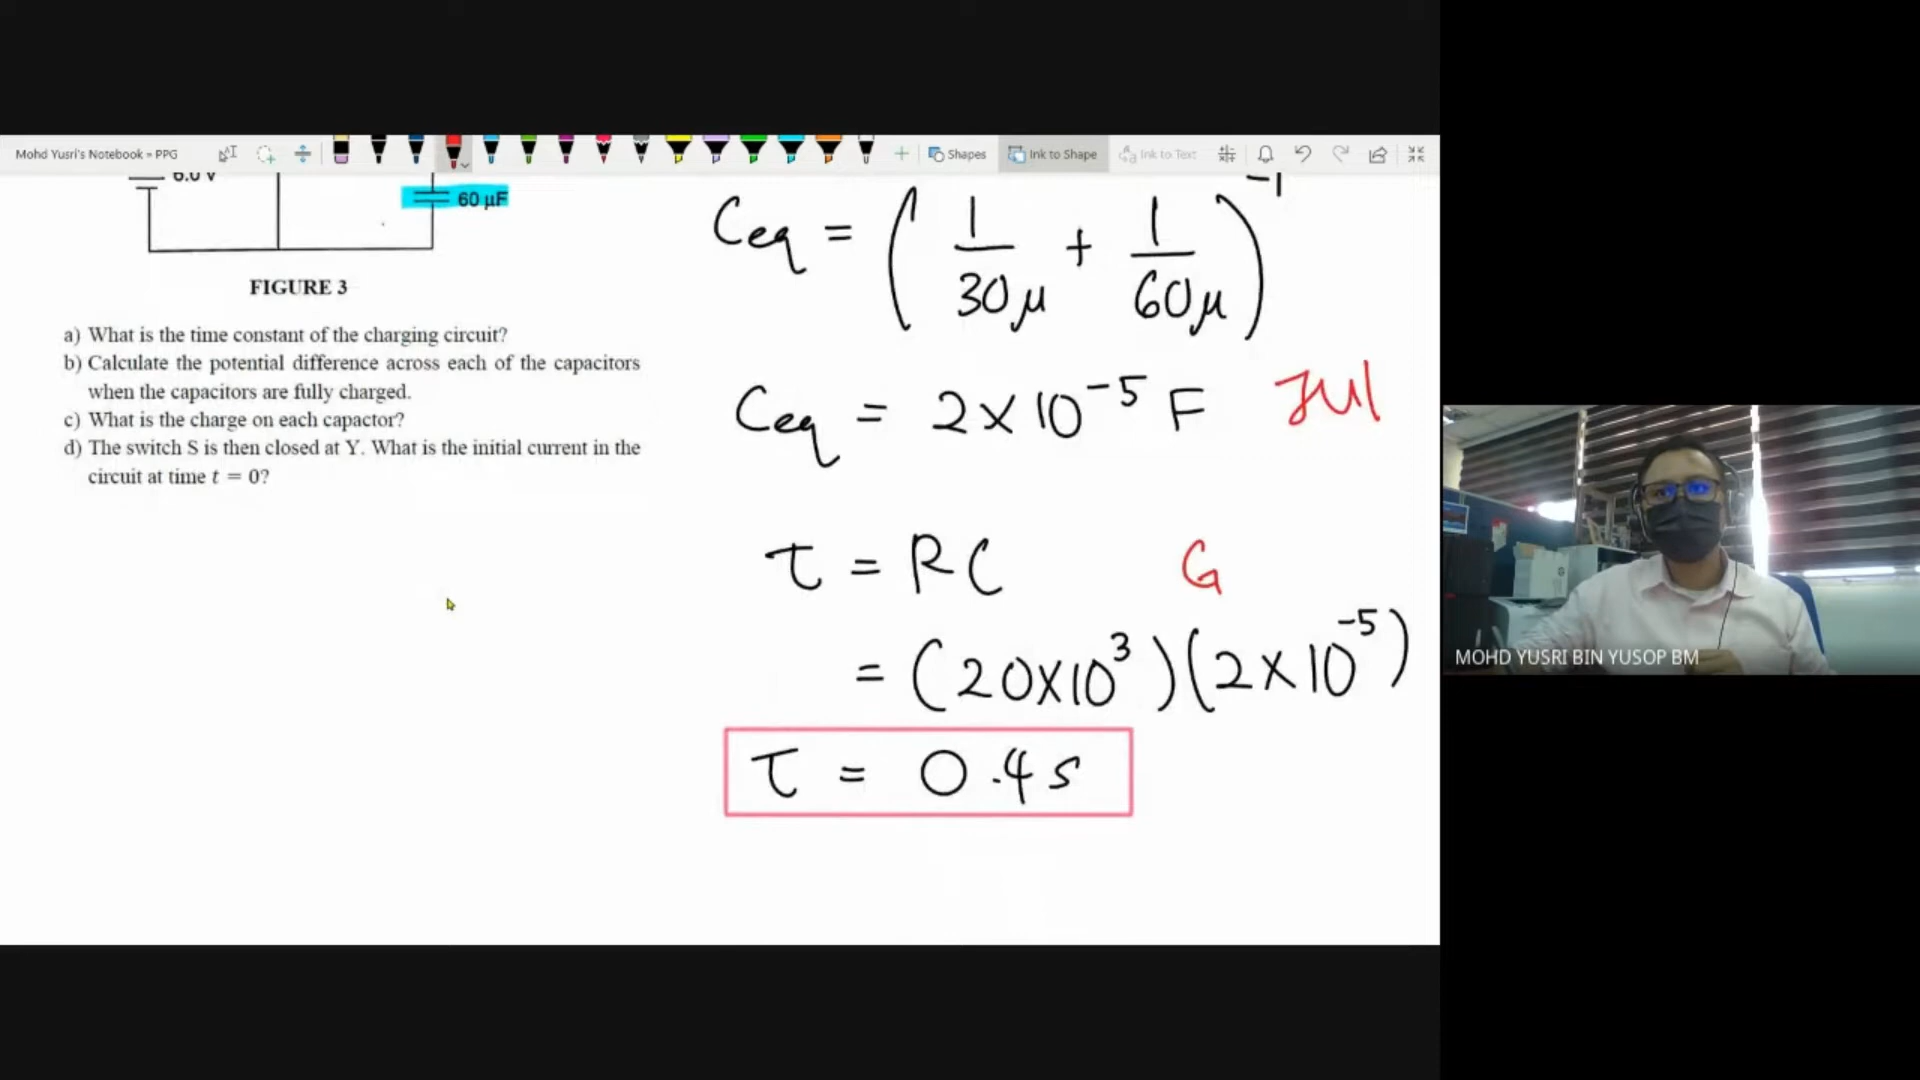 Mohd Yusri's Notebook » PPG
Shapes
Ink to Shape
Ink to Text
6.0 V
60 μF
FIGURE 3
a) What is the time constant of the charging circuit?
b) Calculate the potential difference across each of the capacitors
when the capacitors are fully charged.
c) What is the charge on each capactor?
d) The switch S is then closed at Y. What is the initial current in the
circuit at time t = 0?
Ceq = (1/30μ + 1/60μ)⁻¹
Ceq = 2 × 10⁻⁵ F
JU1
τ = RC
G
= (20×10³)(2×10⁻⁵)
τ = 0.4 s
MOHD YUSRI BIN YUSOP BM